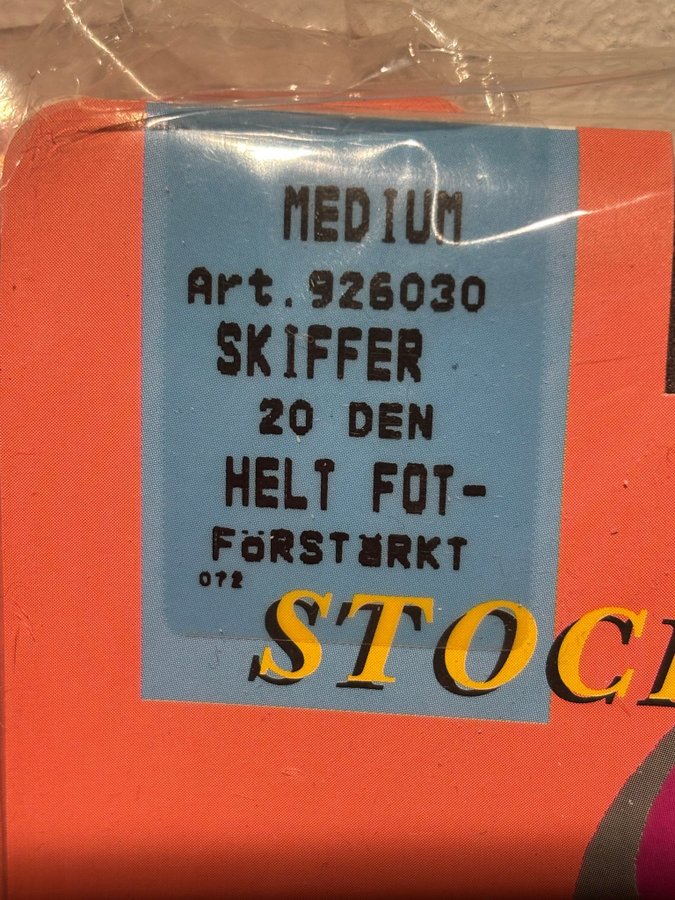 MEDIUM
Art.926030
SKIFFER
20 DEN
HELT FOT-
FÖRSTÄRKT
072
STOC